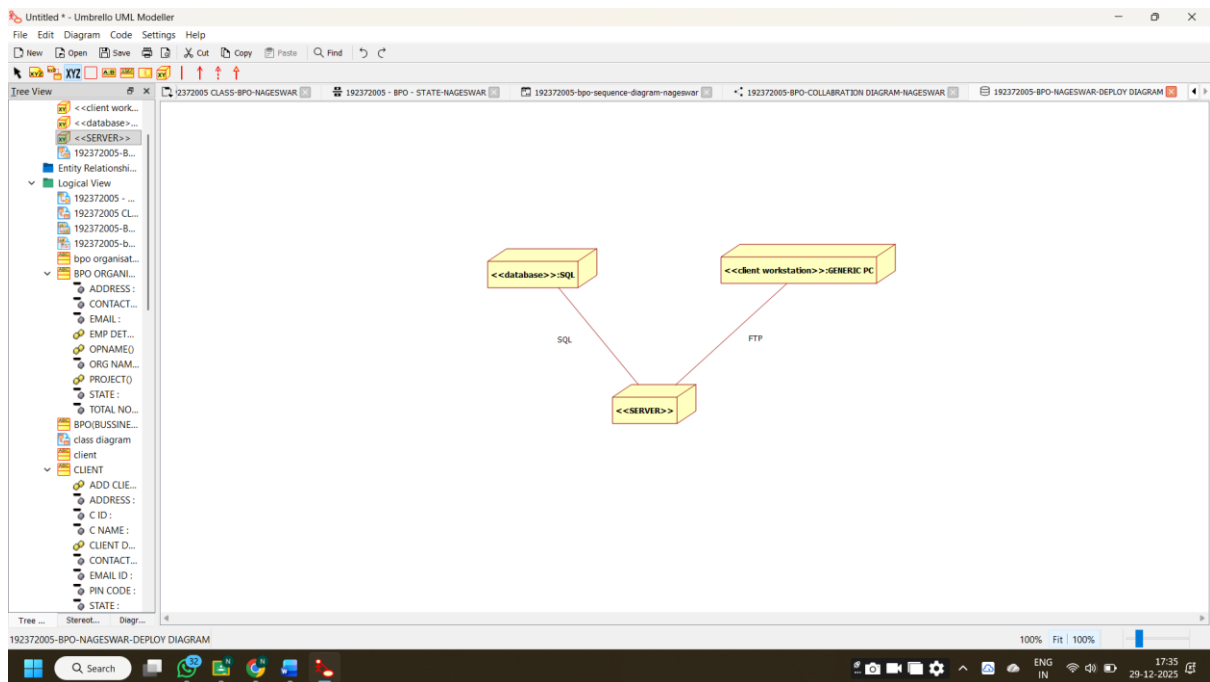 Untitled * - Umbrello UML Modeller
File Edit Diagram Code Settings Help
New Open Save Cut Copy Paste Find
XYZ XYZ A:B ABC XY
Tree View
2372005 CLASS-BPO-NAGESWAR 192372005 - BPO - STATE-NAGESWAR 192372005-bpo-sequence-diagram-nageswar 192372005-BPO-COLLABRATION DIAGRAM-NAGESWAR 192372005-BPO-NAGESWAR-DEPLOY DIAGRAM
<<client work...
<<database>...
<<SERVER>>
192372005-B...
Entity Relationshi...
Logical View
192372005 - ...
192372005 CL...
192372005-B...
192372005-b...
bpo organisat...
BPO ORGANI...
ADDRESS :
CONTACT...
EMAIL :
EMP DET...
OPNAME()
ORG NAM...
PROJECT()
STATE :
TOTAL NO...
BPO(BUSSINE...
class diagram
client
CLIENT
ADD CLIE...
ADDRESS :
C ID :
C NAME :
CLIENT D...
CONTACT...
EMAIL ID :
PIN CODE :
STATE :
<<database>>:SQL
<<client workstation>>:GENERIC PC
SQL
FTP
<<SERVER>>
Tree ... Stereot... Diagr...
192372005-BPO-NAGESWAR-DEPLOY DIAGRAM
100% Fit 100%
Search
32
ENG
IN
17:35
29-12-2025